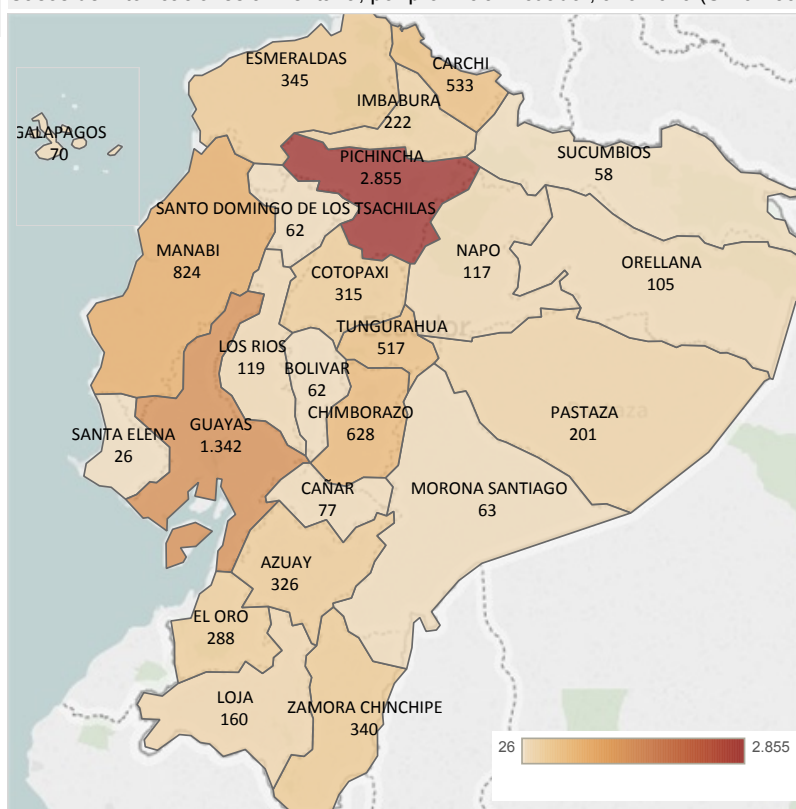 ESMERALDAS
345
CARCHI
533
IMBABURA
222
GALAPAGOS
70
PICHINCHA
2.855
SUCUMBIOS
58
SANTO DOMINGO DE LOS TSACHILAS
62
MANABI
824
NAPO
117
ORELLANA
105
COTOPAXI
315
TUNGURAHUA
517
LOS RIOS
119
BOLIVAR
62
CHIMBORAZO
628
PASTAZA
201
SANTA ELENA
26
GUAYAS
1.342
CAÑAR
77
MORONA SANTIAGO
63
AZUAY
326
EL ORO
288
LOJA
160
ZAMORA CHINCHIPE
340
26
2.855